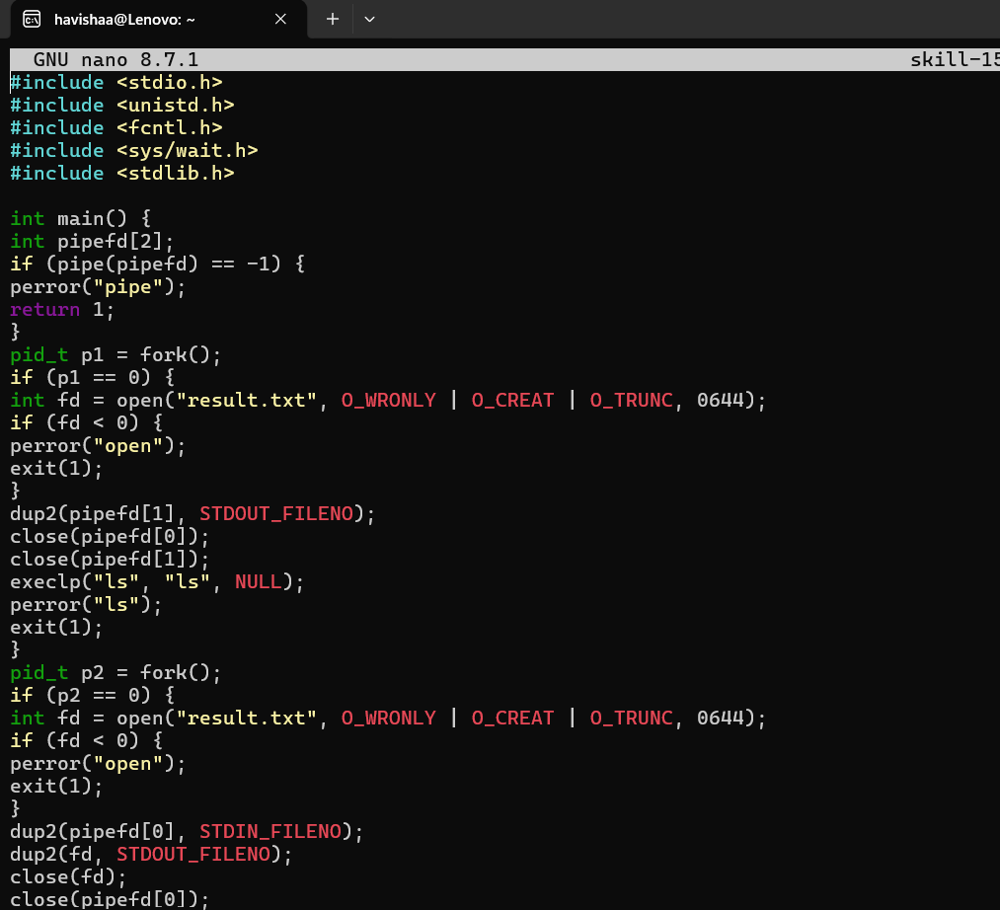 havishaa@Lenovo: ~
GNU nano 8.7.1 skill-15
#include <stdio.h>
#include <unistd.h>
#include <fcntl.h>
#include <sys/wait.h>
#include <stdlib.h>
int main() {
int pipefd[2];
if (pipe(pipefd) == -1) {
perror("pipe");
return 1;
}
pid_t p1 = fork();
if (p1 == 0) {
int fd = open("result.txt", O_WRONLY | O_CREAT | O_TRUNC, 0644);
if (fd < 0) {
perror("open");
exit(1);
}
dup2(pipefd[1], STDOUT_FILENO);
close(pipefd[0]);
close(pipefd[1]);
execlp("ls", "ls", NULL);
perror("ls");
exit(1);
}
pid_t p2 = fork();
if (p2 == 0) {
int fd = open("result.txt", O_WRONLY | O_CREAT | O_TRUNC, 0644);
if (fd < 0) {
perror("open");
exit(1);
}
dup2(pipefd[0], STDIN_FILENO);
dup2(fd, STDOUT_FILENO);
close(fd);
close(pipefd[0]);